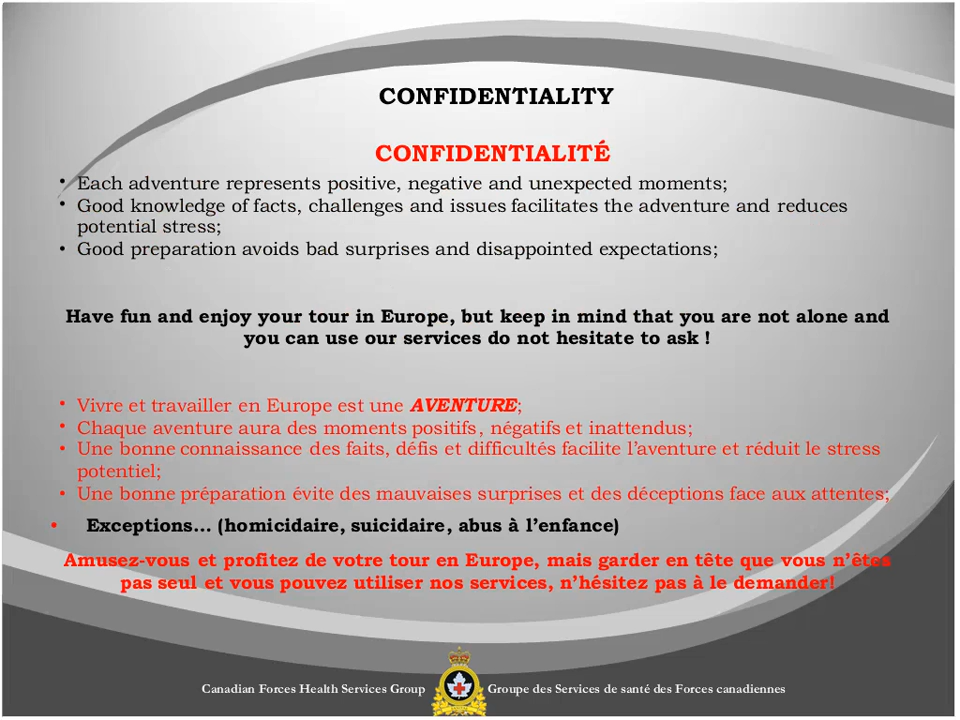 CONFIDENTIALITY
CONFIDENTIALITÉ
• Each adventure represents positive, negative and unexpected moments;
• Good knowledge of facts, challenges and issues facilitates the adventure and reduces
potential stress;
• Good preparation avoids bad surprises and disappointed expectations;
Have fun and enjoy your tour in Europe, but keep in mind that you are not alone and
you can use our services do not hesitate to ask !
• Vivre et travailler en Europe est une AVENTURE;
• Chaque aventure aura des moments positifs, négatifs et inattendus;
• Une bonne connaissance des faits, défis et difficultés facilite l’aventure et réduit le stress
potentiel;
• Une bonne préparation évite des mauvaises surprises et des déceptions face aux attentes;
• Exceptions… (homicidaire, suicidaire, abus à l’enfance)
Amusez-vous et profitez de votre tour en Europe, mais garder en tête que vous n’êtes
pas seul et vous pouvez utiliser nos services, n’hésitez pas à le demander!
Canadian Forces Health Services Group Groupe des Services de santé des Forces canadiennes